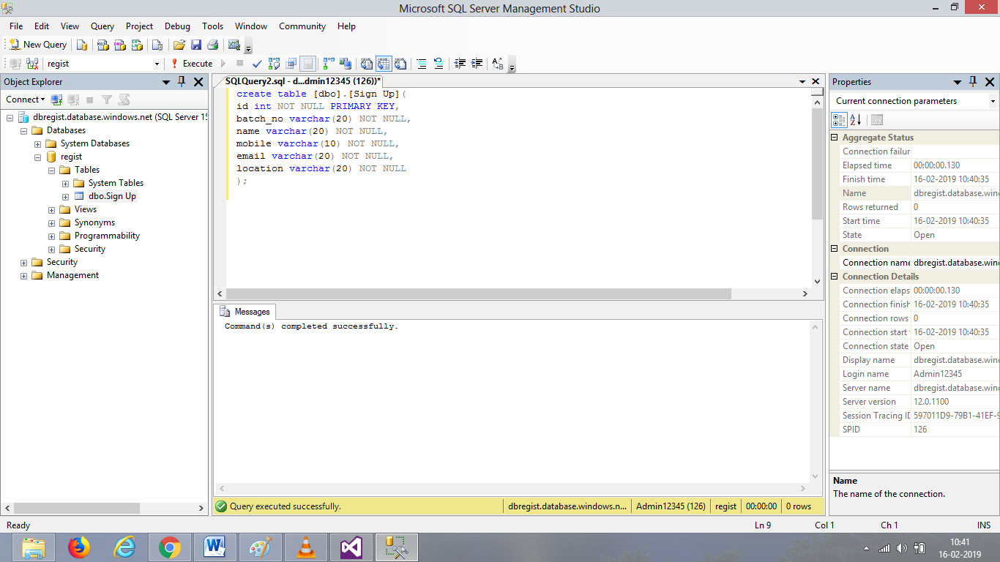 Microsoft SQL Server Management Studio
File Edit View Query Project Debug Tools Window Community Help
New Query
regist
Execute
Object Explorer
Connect
dbregist.database.windows.net (SQL Server 15
Databases
System Databases
regist
Tables
System Tables
dbo.Sign Up
Views
Synonyms
Programmability
Security
Security
Management
SQLQuery2.sql - d...dmin12345 (126))*
create table [dbo].[Sign Up](
id int NOT NULL PRIMARY KEY,
batch_no varchar(20) NOT NULL,
name varchar(20) NOT NULL,
mobile varchar(10) NOT NULL,
email varchar(20) NOT NULL,
location varchar(20) NOT NULL
);
Messages
Command(s) completed successfully.
Query executed successfully. dbregist.database.windows.n... Admin12345 (126) regist 00:00:00 0 rows
Properties
Current connection parameters
Aggregate Status
Connection failur
Elapsed time 00:00:00.130
Finish time 16-02-2019 10:40:35
Name dbregist.database.win
Rows returned 0
Start time 16-02-2019 10:40:35
State Open
Connection
Connection name dbregist.database.win
Connection Details
Connection elaps 00:00:00.130
Connection finish 16-02-2019 10:40:35
Connection rows 0
Connection start 16-02-2019 10:40:35
Connection state Open
Display name dbregist.database.win
Login name Admin12345
Server name dbregist.database.win
Server version 12.0.1100
Session Tracing ID 597011D9-79B1-41EF-9
SPID 126
Name
The name of the connection.
Ready Ln 9 Col 1 Ch 1 INS
10:41
16-02-2019